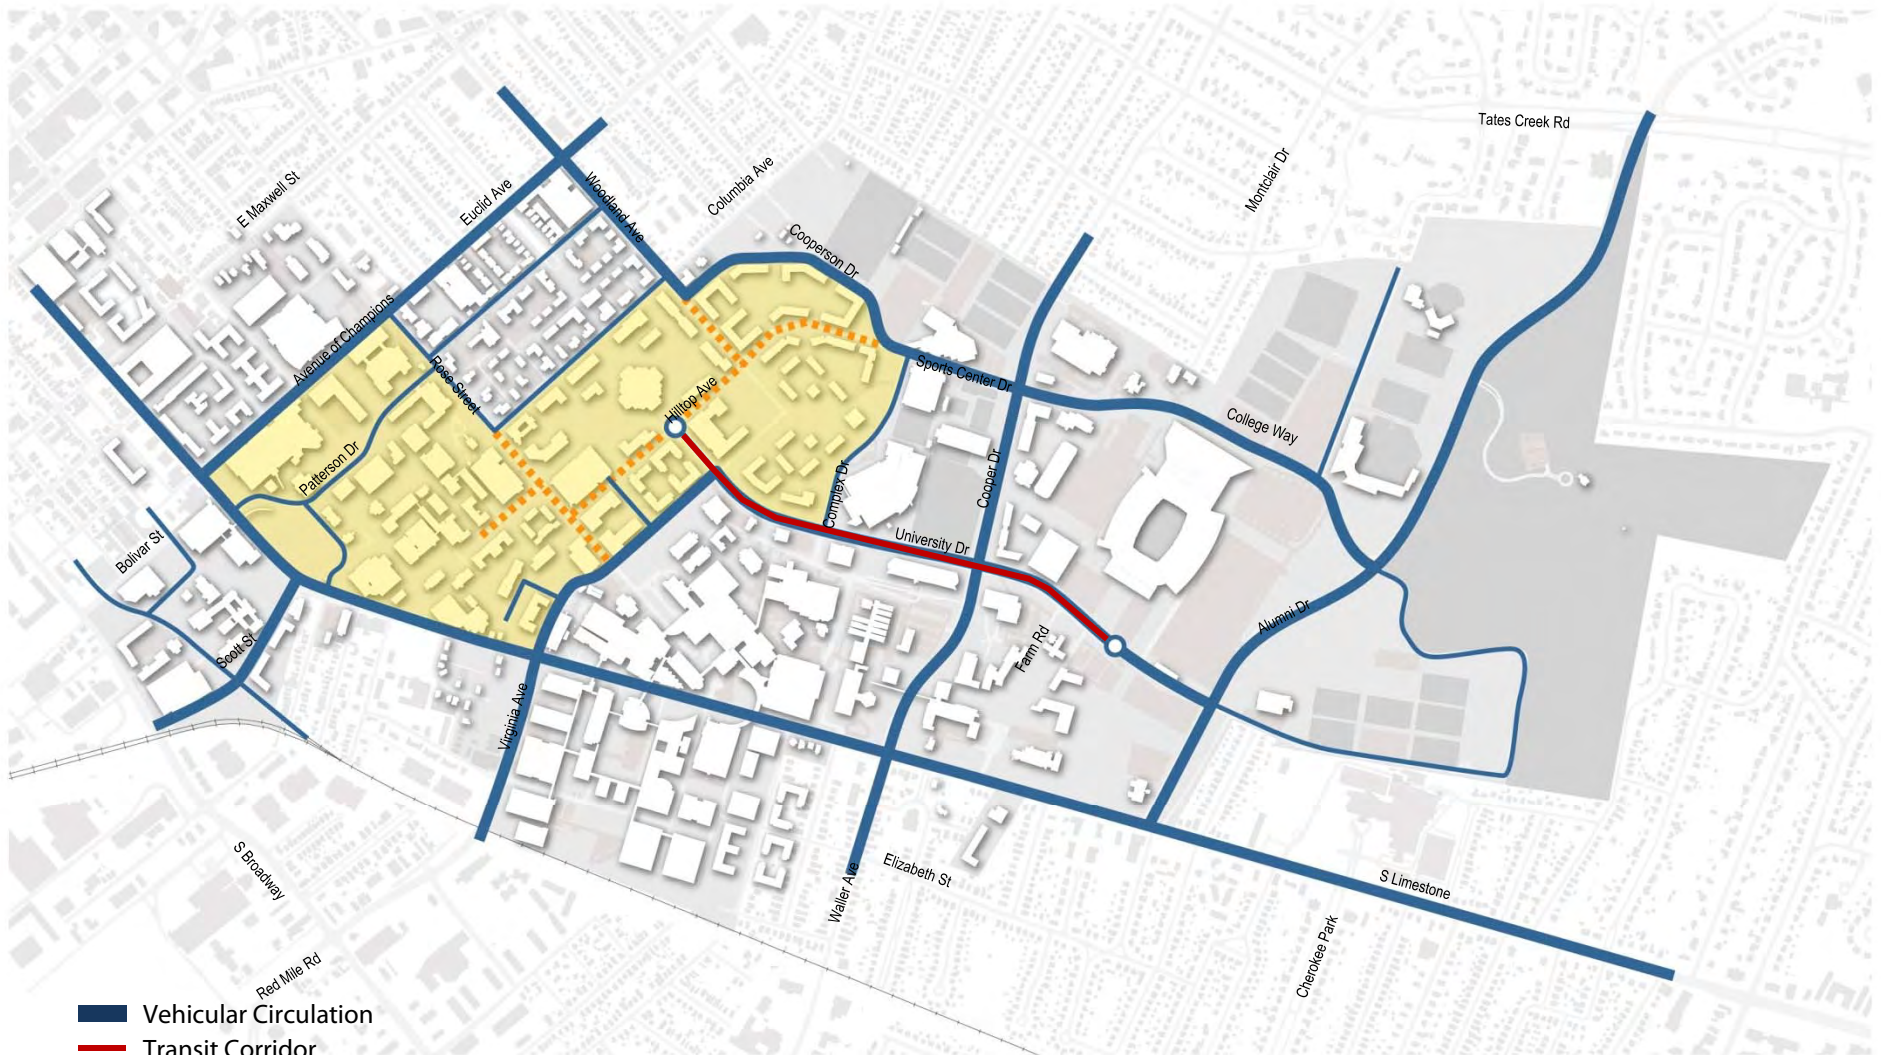 Tates Creek Rd
Montclair Dr
Columbia Ave
E Maxwell St
Euclid Ave
Woodland Ave
Cooperson Dr
Avenue of Champions
Rose Street
Sports Center Dr
Hilltop Ave
College Way
Patterson Dr
Complex Dr
Cooper Dr
University Dr
Bolivar St
Alumni Dr
Scott St
Farm Rd
Virginia Ave
S Broadway
Elizabeth St
Waller Ave
S Limestone
Cherokee Park
Red Mile Rd
Vehicular Circulation
Transit Corridor